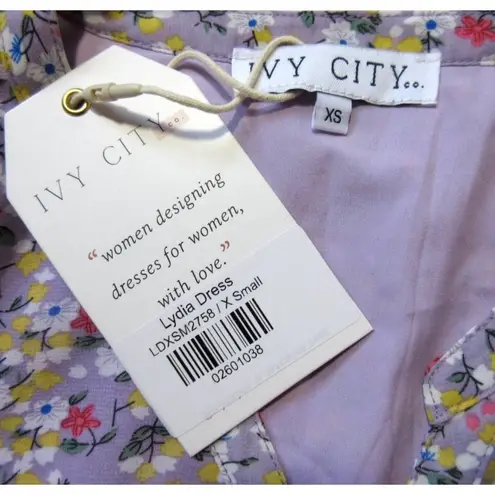 IVY CITY co.
XS
IVY CITY co.
“women designing
dresses for women,
with love.”
Lydia Dress
LDXSM2758 / X Small
02601038